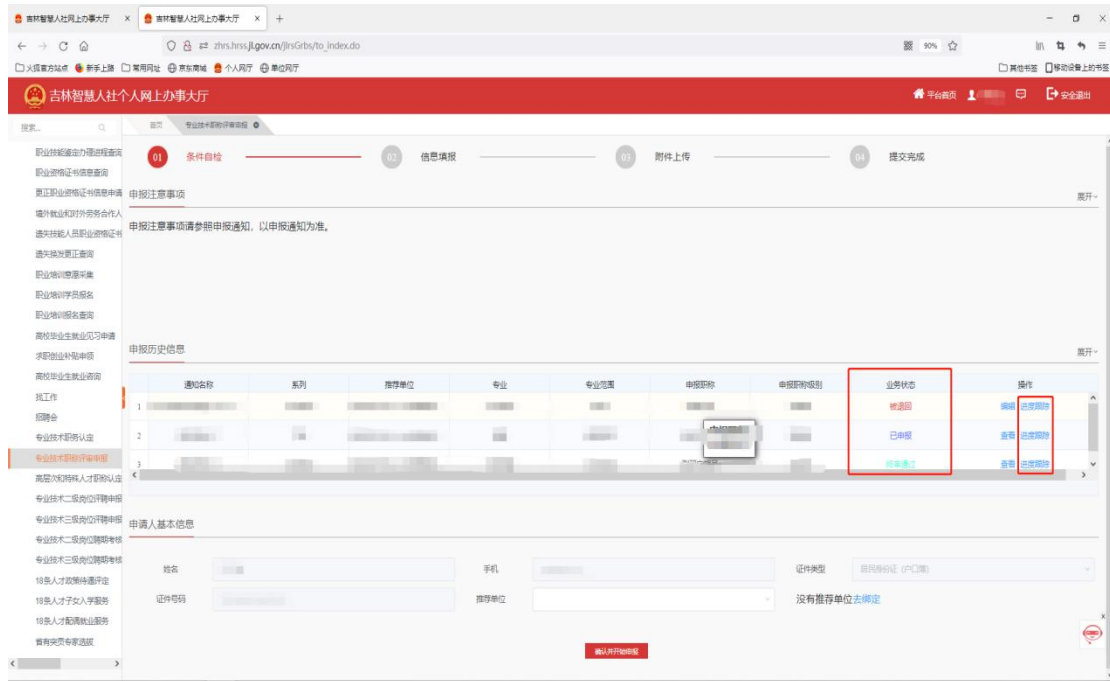 吉林智慧人社网上办事大厅
吉林智慧人社网上办事大厅
zhrs.hrss.jl.gov.cn/jlrsGrbs/to_index.do
90%
火狐官方站点 新手上路 常用网址 京东商城 个人网厅 单位网厅
其他书签 移动设备上的书签
吉林智慧人社个人网上办事大厅
平台首页
安全退出
搜索...
首页 专业技术职称评审申报
职业技能鉴定办理进程查询
职业资格证书信息查询
更正职业资格证书信息申请
境外就业和对外劳务合作人
遗失技能人员职业资格证书
遗失换发更正查询
职业培训意愿采集
职业培训学员报名
职业培训报名查询
高校毕业生就业见习申请
求职创业补贴申领
高校毕业生就业咨询
找工作
招聘会
专业技术职务认定
专业技术职称评审申报
高层次和特殊人才职称认定
专业技术二级岗位评聘申报
专业技术三级岗位评聘申报
专业技术二级岗位聘期考核
专业技术三级岗位聘期考核
18条人才政策待遇评定
18条人才子女入学服务
18条人才配偶就业服务
省有突贡专家选拔
01 条件自检
02 信息填报
03 附件上传
04 提交完成
申报注意事项
展开
申报注意事项请参照申报通知，以申报通知为准。
申报历史信息
展开
通知名称 系列 推荐单位 专业 专业范围 申报职称 申报职称级别 业务状态 操作
1 被退回 编辑 进度跟踪
2 已申报 查看 进度跟踪
3 终审通过 查看 进度跟踪
申请人基本信息
姓名
手机
证件类型 居民身份证（户口簿）
证件号码
推荐单位
没有推荐单位去绑定
确认并开始申报